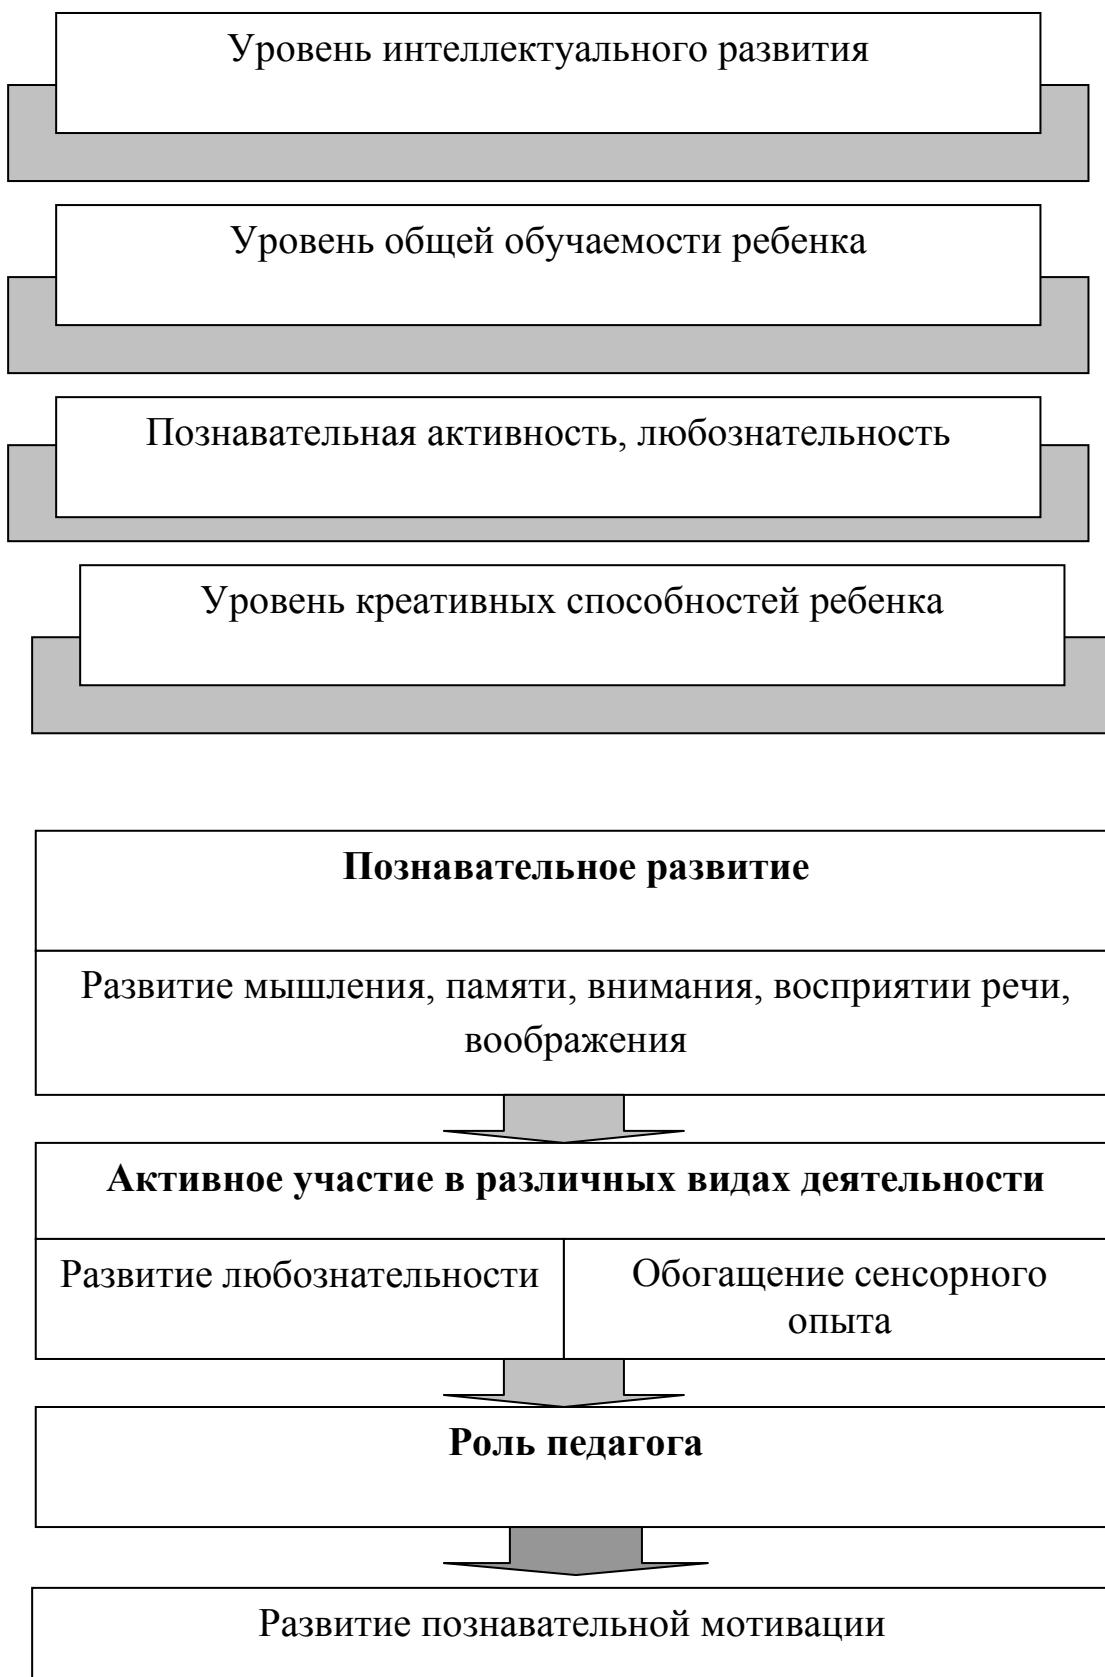 Уровень интеллектуального развития
Уровень общей обучаемости ребенка
Познавательная активность, любознательность
Уровень креативных способностей ребенка
Познавательное развитие
Развитие мышления, памяти, внимания, восприятии речи,
воображения
Активное участие в различных видах деятельности
Развитие любознательности
Обогащение сенсорного
опыта
Роль педагога
Развитие познавательной мотивации